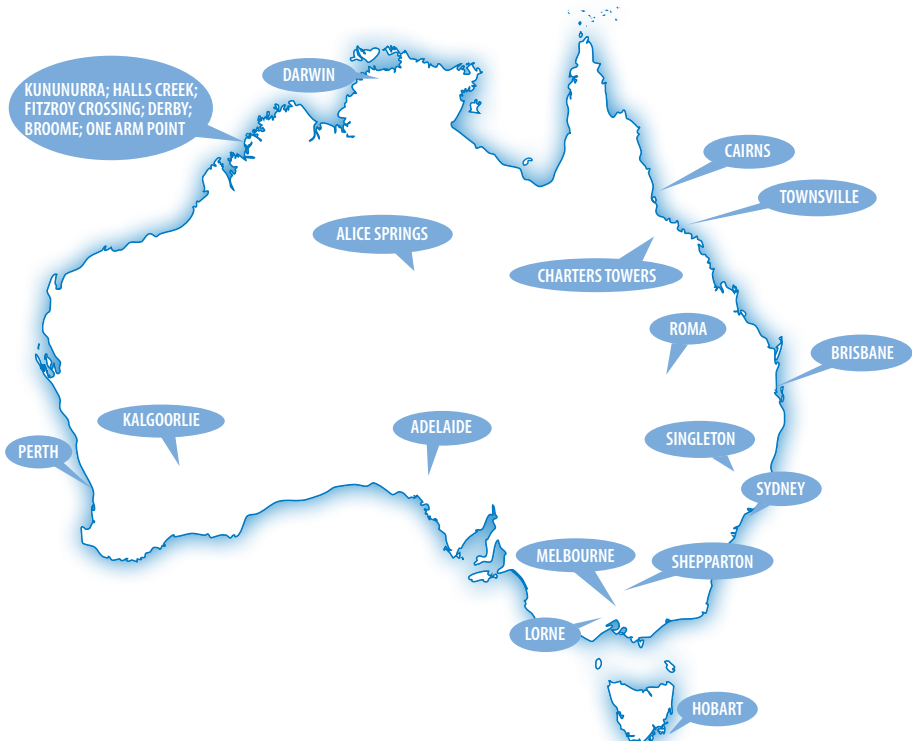 DARWIN
KUNUNURRA; HALLS CREEK;
FITZROY CROSSING; DERBY;
BROOME; ONE ARM POINT
CAIRNS
TOWNSVILLE
ALICE SPRINGS
CHARTERS TOWERS
ROMA
BRISBANE
KALGOORLIE
ADELAIDE
SINGLETON
PERTH
SYDNEY
MELBOURNE
SHEPPARTON
LORNE
HOBART